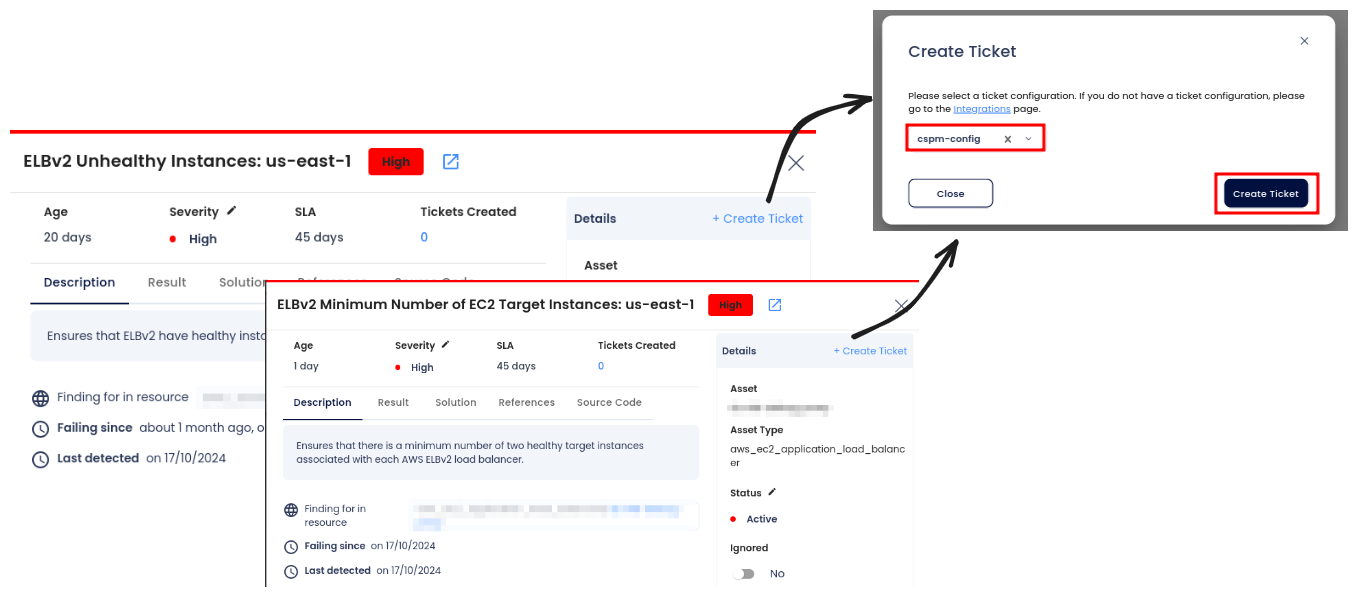 Create Ticket
Please select a ticket configuration. If you do not have a ticket configuration, please
go to the Integrations page.
cspm-config
Close
Create Ticket
ELBv2 Unhealthy Instances: us-east-1
High
Age
Severity
SLA
Tickets Created
20 days
High
45 days
0
Details
+ Create Ticket
Asset
Description
Result
Solution
Ensures that ELBv2 have healthy insta
Finding for in resource
Failing since about 1 month ago, o
Last detected on 17/10/2024
ELBv2 Minimum Number of EC2 Target Instances: us-east-1
High
Age
Severity
SLA
Tickets Created
1 day
High
45 days
0
Description
Result
Solution
References
Source Code
Ensures that there is a minimum number of two healthy target instances
associated with each AWS ELBv2 load balancer.
Finding for in
resource
Failing since on 17/10/2024
Last detected on 17/10/2024
Details
+ Create Ticket
Asset
Asset Type
aws_ec2_application_load_balanc
er
Status
Active
Ignored
No